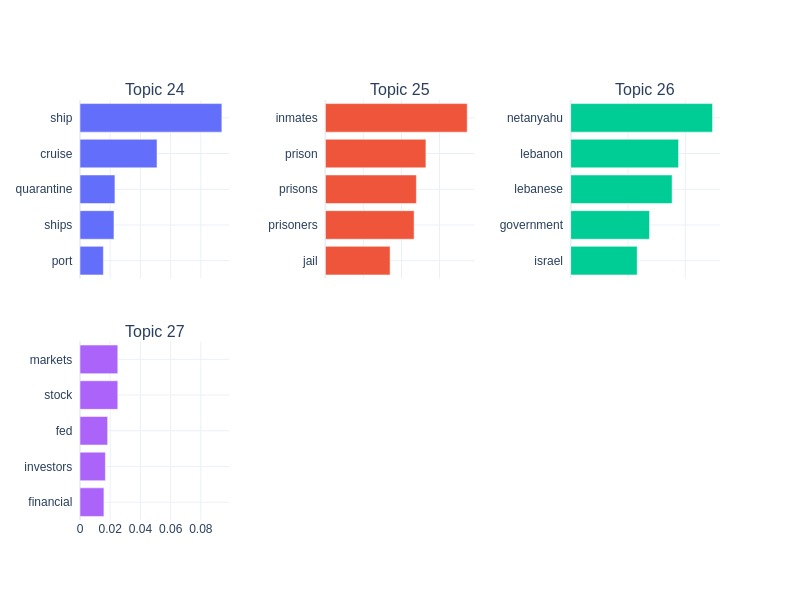 Topic 24
ship
cruise
quarantine
ships
port
Topic 25
inmates
prison
prisons
prisoners
jail
Topic 26
netanyahu
lebanon
lebanese
government
israel
Topic 27
markets
stock
fed
investors
financial
0 0.02 0.04 0.06 0.08